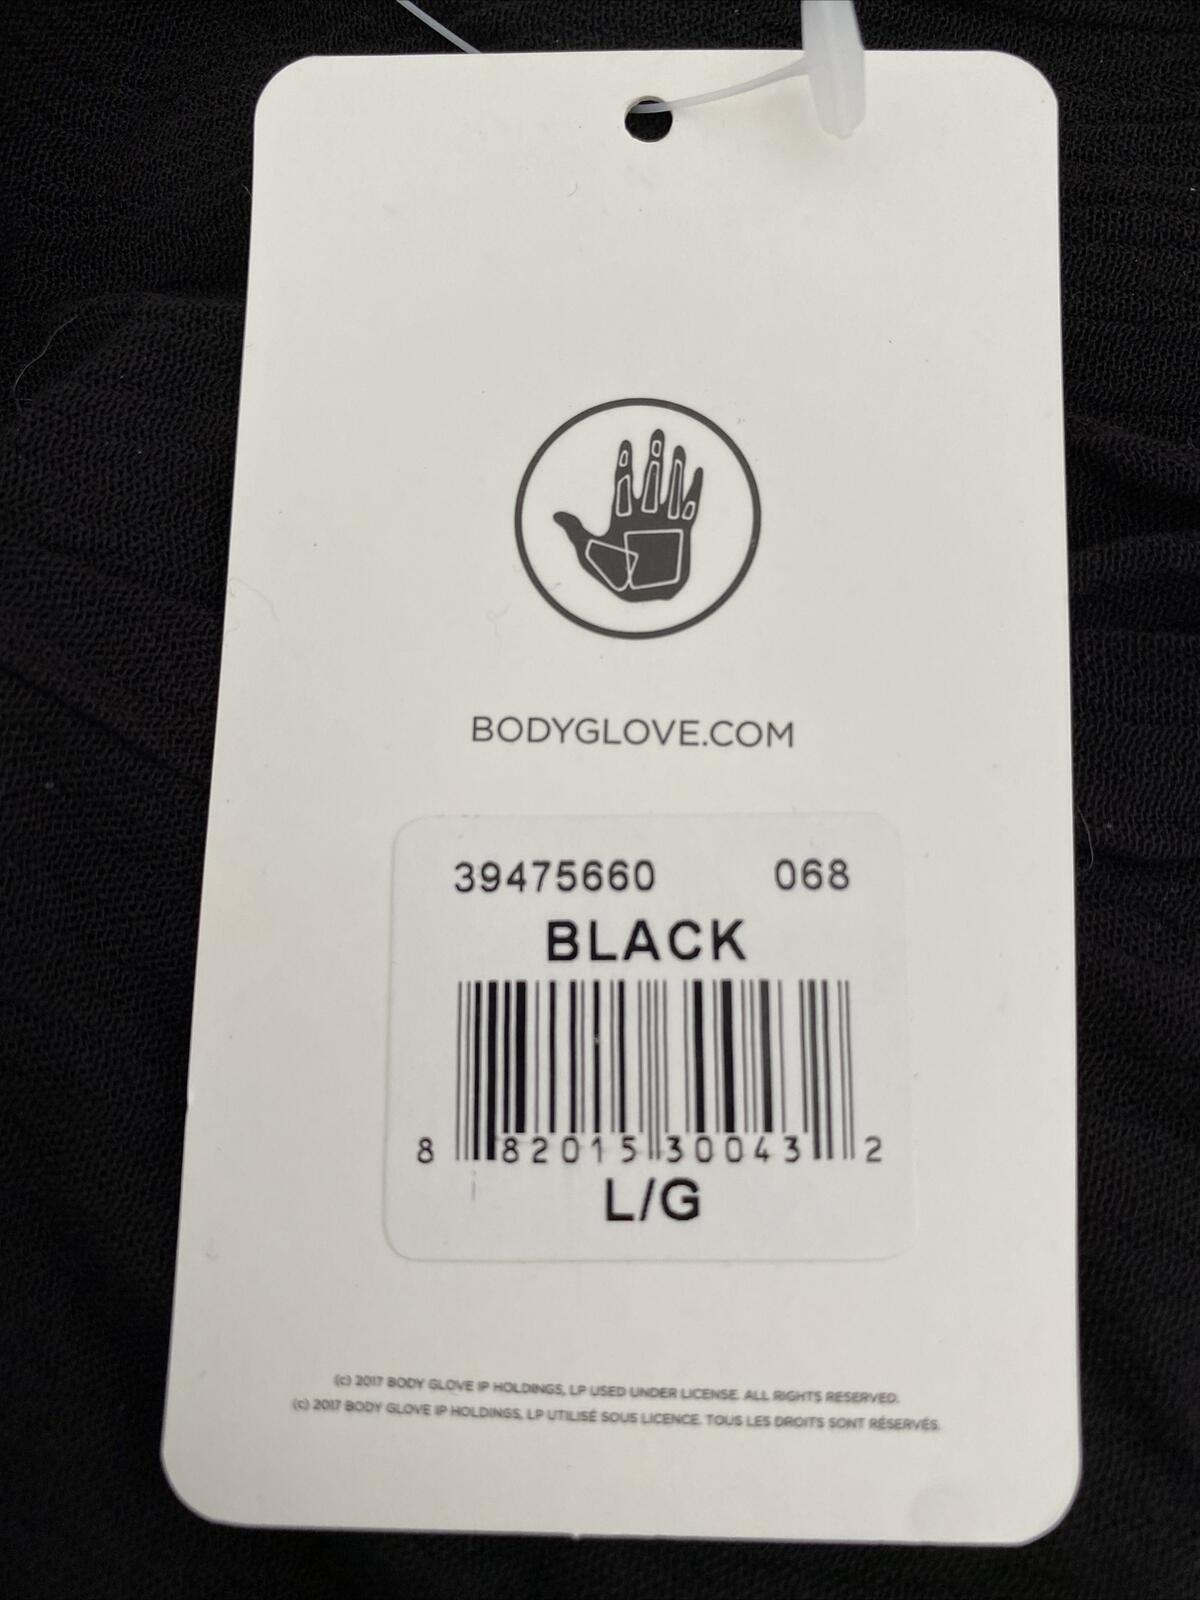 BODYGLOVE.COM
39475660 068
BLACK
8 82015 30043 2
L/G
(c) 2017 BODY GLOVE IP HOLDINGS, LP USED UNDER LICENSE. ALL RIGHTS RESERVED.
(c) 2017 BODY GLOVE IP HOLDINGS, LP UTILISÉ SOUS LICENCE. TOUS LES DROITS SONT RÉSERVÉS.